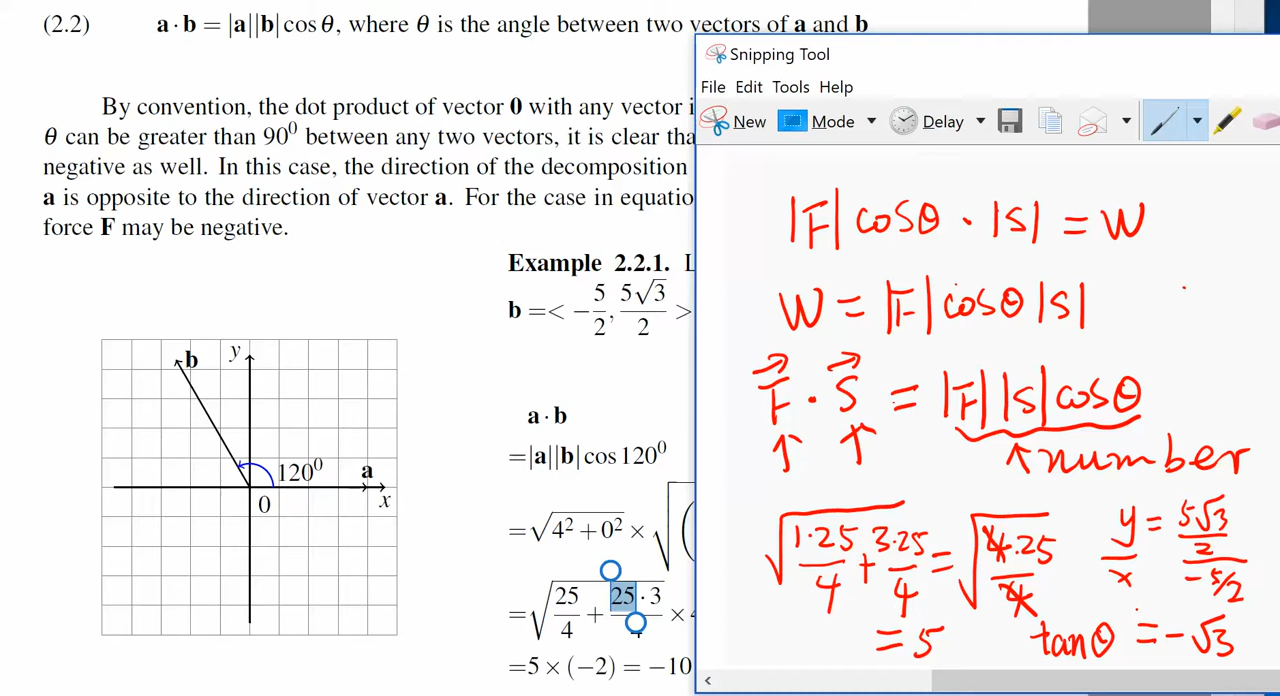 (2.2) a · b = |a||b| cos θ, where θ is the angle between two vectors of a and b
By convention, the dot product of vector 0 with any vector
θ can be greater than 90⁰ between any two vectors, it is clear
negative as well. In this case, the direction of the decomposition
a is opposite to the direction of vector a. For the case in
force F may be negative.
Example 2.2.1.
b =< −5/2, 5√3/2 >
b
y
120⁰
a
0
x
a · b
=|a||b| cos 120⁰
=√(4² + 0²) ×
=√(25/4 + 25 · 3/4) ×
=5 × (−2) = −10
Snipping Tool
File Edit Tools Help
New Mode Delay
|F| cosθ · |S| = W
W = |F| cosθ |S|
F⃗ · S⃗ = |F| |S| cosθ
↑ ↑ ↑ number
√(1·25/4 + 3·25/4) = √(4·25/4)
= 5
y/x = (5√3/2)/(-5/2)
tanθ = -√3